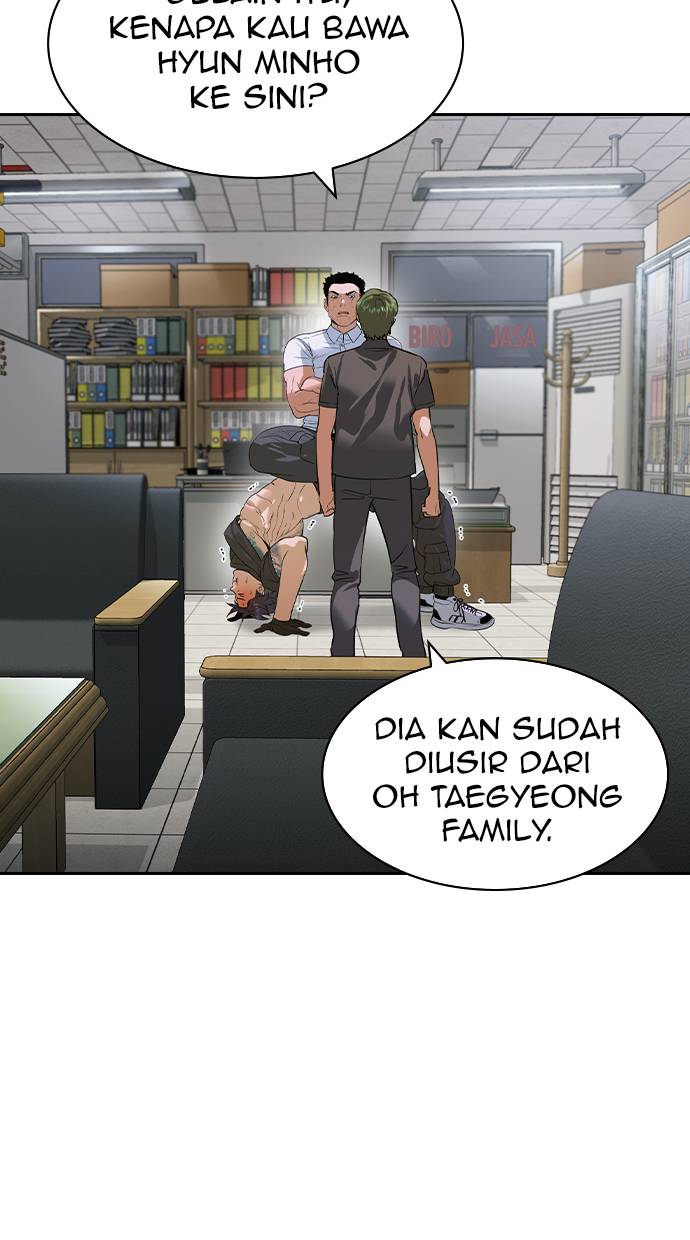 KENAPA KAU BAWA
HYUN MINHO
KE SINI?
BIRO JASA
DIA KAN SUDAH
DIUSIR DARI
OH TAEGYEONG
FAMILY.